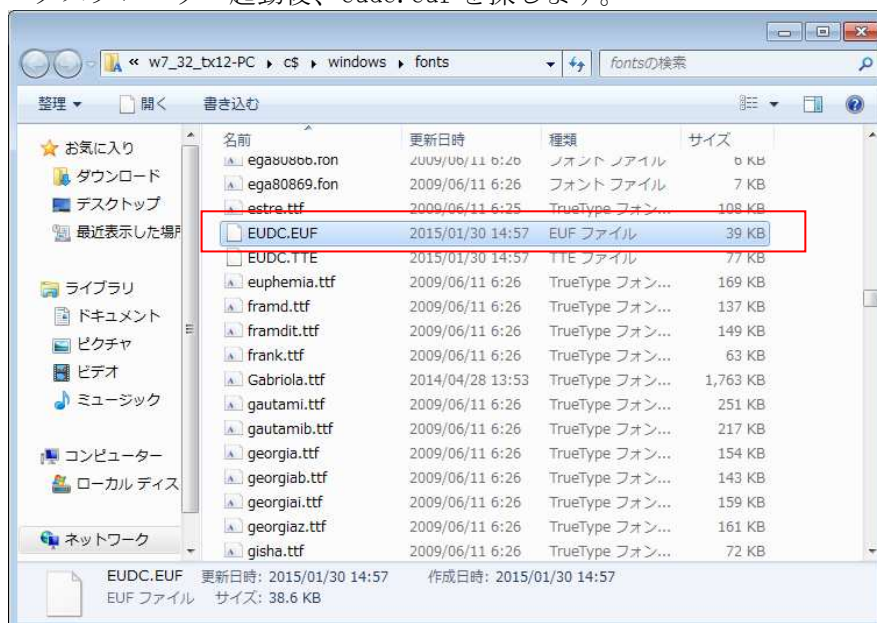 エクスプローラー起動後、eudc.euf を探します。
« w7_32_tx12-PC ▸ c$ ▸ windows ▸ fonts
fontsの検索
整理 ▼ 開く 書き込む
お気に入り
ダウンロード
デスクトップ
最近表示した場所
ライブラリ
ドキュメント
ピクチャ
ビデオ
ミュージック
コンピューター
ローカル ディス
ネットワーク
名前 更新日時 種類 サイズ
ega80866.fon 2009/06/11 6:26 フォント ファイル 6 KB
ega80869.fon 2009/06/11 6:26 フォント ファイル 7 KB
estre.ttf 2009/06/11 6:25 TrueType フォン... 108 KB
EUDC.EUF 2015/01/30 14:57 EUF ファイル 39 KB
EUDC.TTE 2015/01/30 14:57 TTE ファイル 77 KB
euphemia.ttf 2009/06/11 6:26 TrueType フォン... 169 KB
framd.ttf 2009/06/11 6:26 TrueType フォン... 137 KB
framdit.ttf 2009/06/11 6:26 TrueType フォン... 149 KB
frank.ttf 2009/06/11 6:26 TrueType フォン... 63 KB
Gabriola.ttf 2014/04/28 13:53 TrueType フォン... 1,763 KB
gautami.ttf 2009/06/11 6:26 TrueType フォン... 251 KB
gautamib.ttf 2009/06/11 6:26 TrueType フォン... 217 KB
georgia.ttf 2009/06/11 6:26 TrueType フォン... 154 KB
georgiab.ttf 2009/06/11 6:26 TrueType フォン... 143 KB
georgiai.ttf 2009/06/11 6:26 TrueType フォン... 159 KB
georgiaz.ttf 2009/06/11 6:26 TrueType フォン... 161 KB
gisha.ttf 2009/06/11 6:26 TrueType フォン... 72 KB
EUDC.EUF 更新日時: 2015/01/30 14:57 作成日時: 2015/01/30 14:57
EUF ファイル サイズ: 38.6 KB